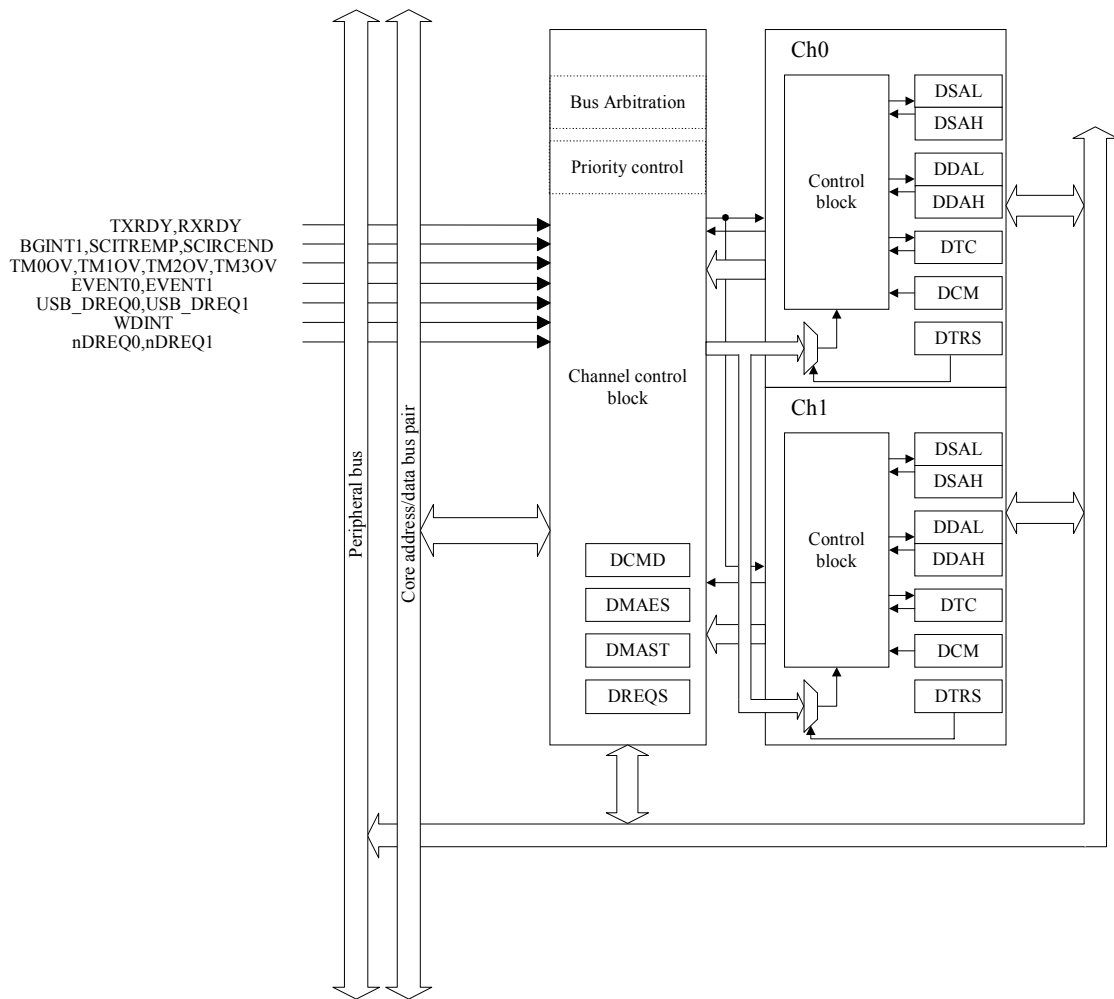 Ch0
Bus Arbitration
Priority control
Control
block
DSAL
DSAH
DDAL
DDAH
DTC
DCM
DTRS
TXRDY,RXRDY
BGINT1,SCITREMP,SCIRCEND
TM0OV,TM1OV,TM2OV,TM3OV
EVENT0,EVENT1
USB_DREQ0,USB_DREQ1
WDINT
nDREQ0,nDREQ1
Channel control
block
Ch1
Control
block
DSAL
DSAH
DDAL
DDAH
DTC
DCM
DTRS
Peripheral bus
Core address/data bus pair
DCMD
DMAES
DMAST
DREQS